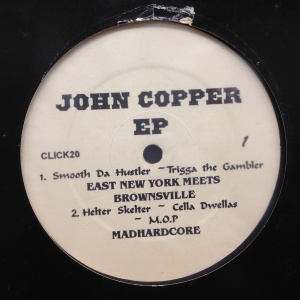 JOHN COPPER
EP
CLICK20
1. Smooth Da Hustler ~Trigga the Gambler
EAST NEW YORK MEETS
BROWNSVILLE
2. Helter Skelter ~ Cella Dwellas
~ M.O.P
MADHARDCORE